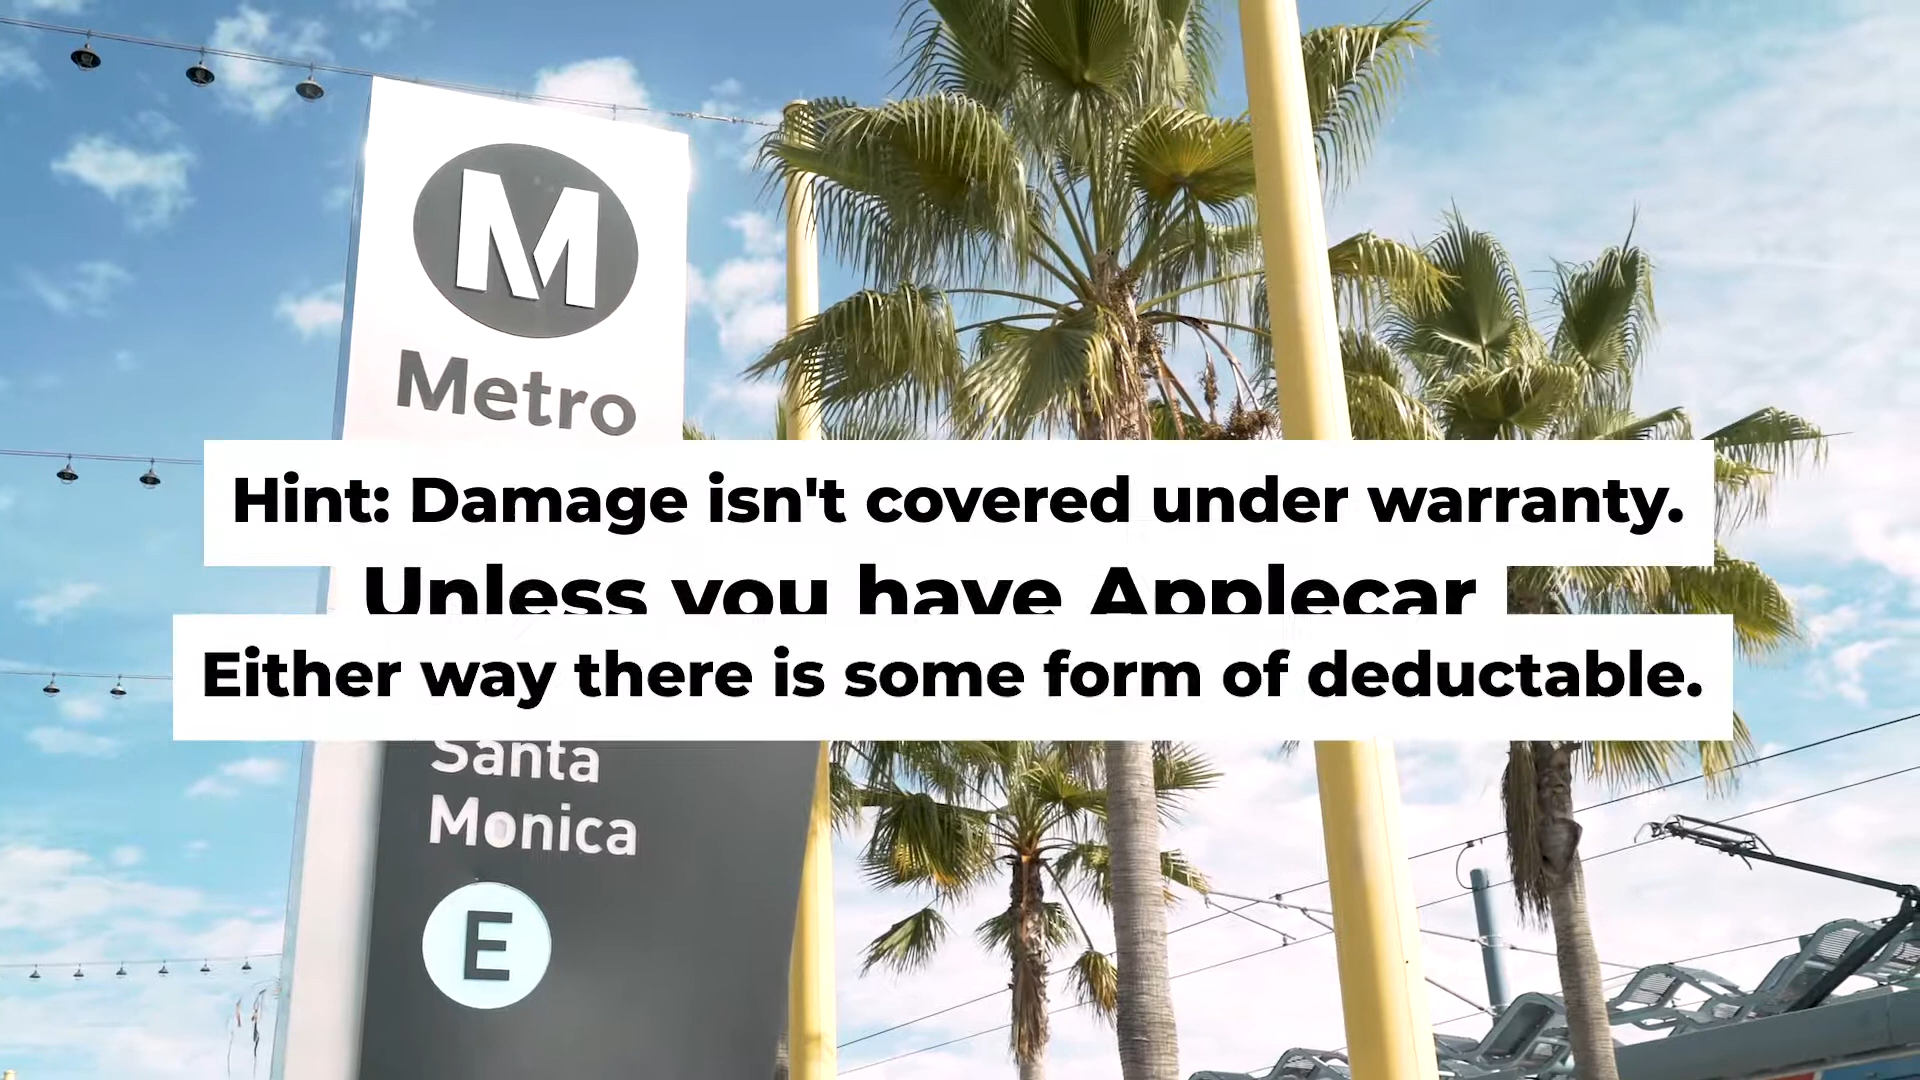 M
Metro
Hint: Damage isn't covered under warranty.
Unless you have Applecar
Either way there is some form of deductable.
Santa
Monica
E